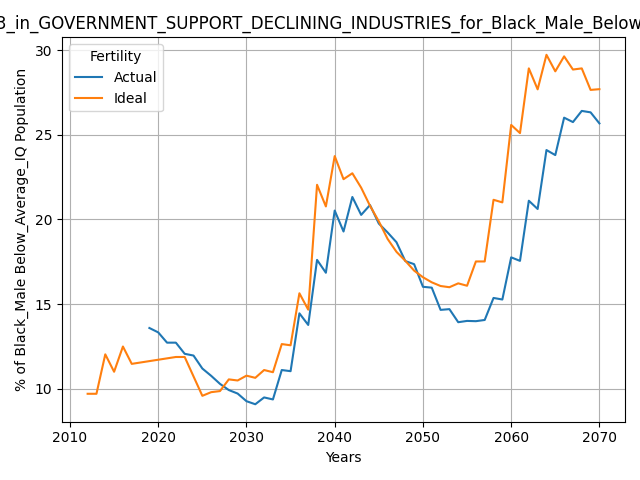 in_GOVERNMENT_SUPPORT_DECLINING_INDUSTRIES_for_Black_Male_Below
Fertility
Actual
Ideal
% of Black_Male Below_Average_IQ Population
30
25
20
15
10
2010 2020 2030 2040 2050 2060 2070
Years